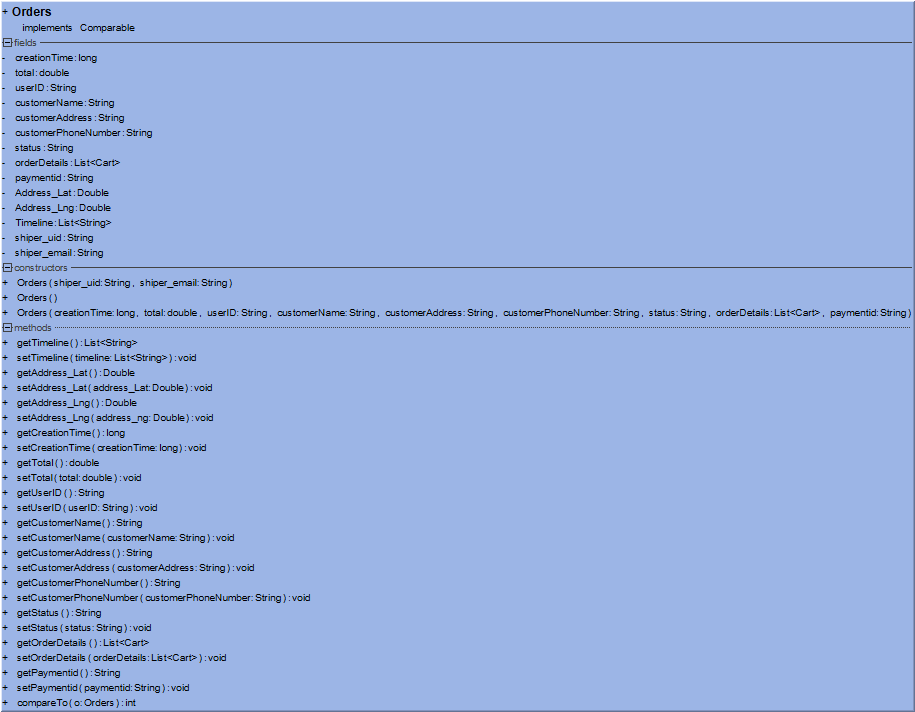 + Orders
implements Comparable
fields
- creationTime:long
- total:double
- userID:String
- customerName:String
- customerAddress:String
- customerPhoneNumber:String
- status:String
- orderDetails:List<Cart>
- paymentid:String
- Address_Lat:Double
- Address_Lng:Double
- Timeline:List<String>
- shiper_uid:String
- shiper_email:String
constructors
+ Orders(shiper_uid:String, shiper_email:String)
+ Orders()
+ Orders(creationTime:long, total:double, userID:String, customerName:String, customerAddress:String, customerPhoneNumber:String, status:String, orderDetails:List<Cart>, paymentid:String)
methods
+ getTimeline():List<String>
+ setTimeline(timeline:List<String>):void
+ getAddress_Lat():Double
+ setAddress_Lat(address_Lat:Double):void
+ getAddress_Lng():Double
+ setAddress_Lng(address_ng:Double):void
+ getCreationTime():long
+ setCreationTime(creationTime:long):void
+ getTotal():double
+ setTotal(total:double):void
+ getUserID():String
+ setUserID(userID:String):void
+ getCustomerName():String
+ setCustomerName(customerName:String):void
+ getCustomerAddress():String
+ setCustomerAddress(customerAddress:String):void
+ getCustomerPhoneNumber():String
+ setCustomerPhoneNumber(customerPhoneNumber:String):void
+ getStatus():String
+ setStatus(status:String):void
+ getOrderDetails():List<Cart>
+ setOrderDetails(orderDetails:List<Cart>):void
+ getPaymentid():String
+ setPaymentid(paymentid:String):void
+ compareTo(o:Orders):int